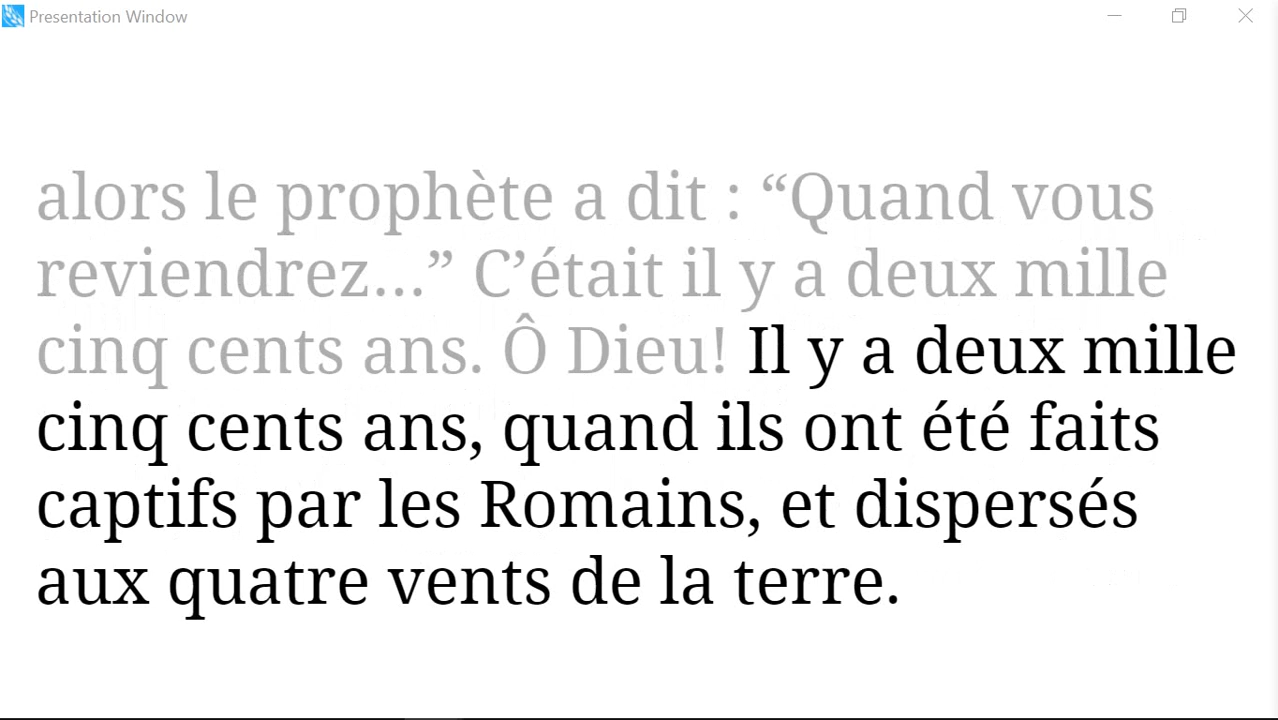 Presentation Window
alors le prophète a dit : “Quand vous
reviendrez...” C’était il y a deux mille
cinq cents ans. Ô Dieu! Il y a deux mille
cinq cents ans, quand ils ont été faits
captifs par les Romains, et dispersés
aux quatre vents de la terre.